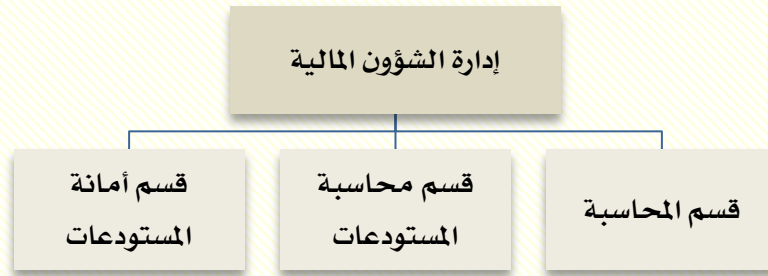 إدارة الشؤون المالية
قسم المحاسبة
قسم محاسبة
المستودعات
قسم أمانة
المستودعات